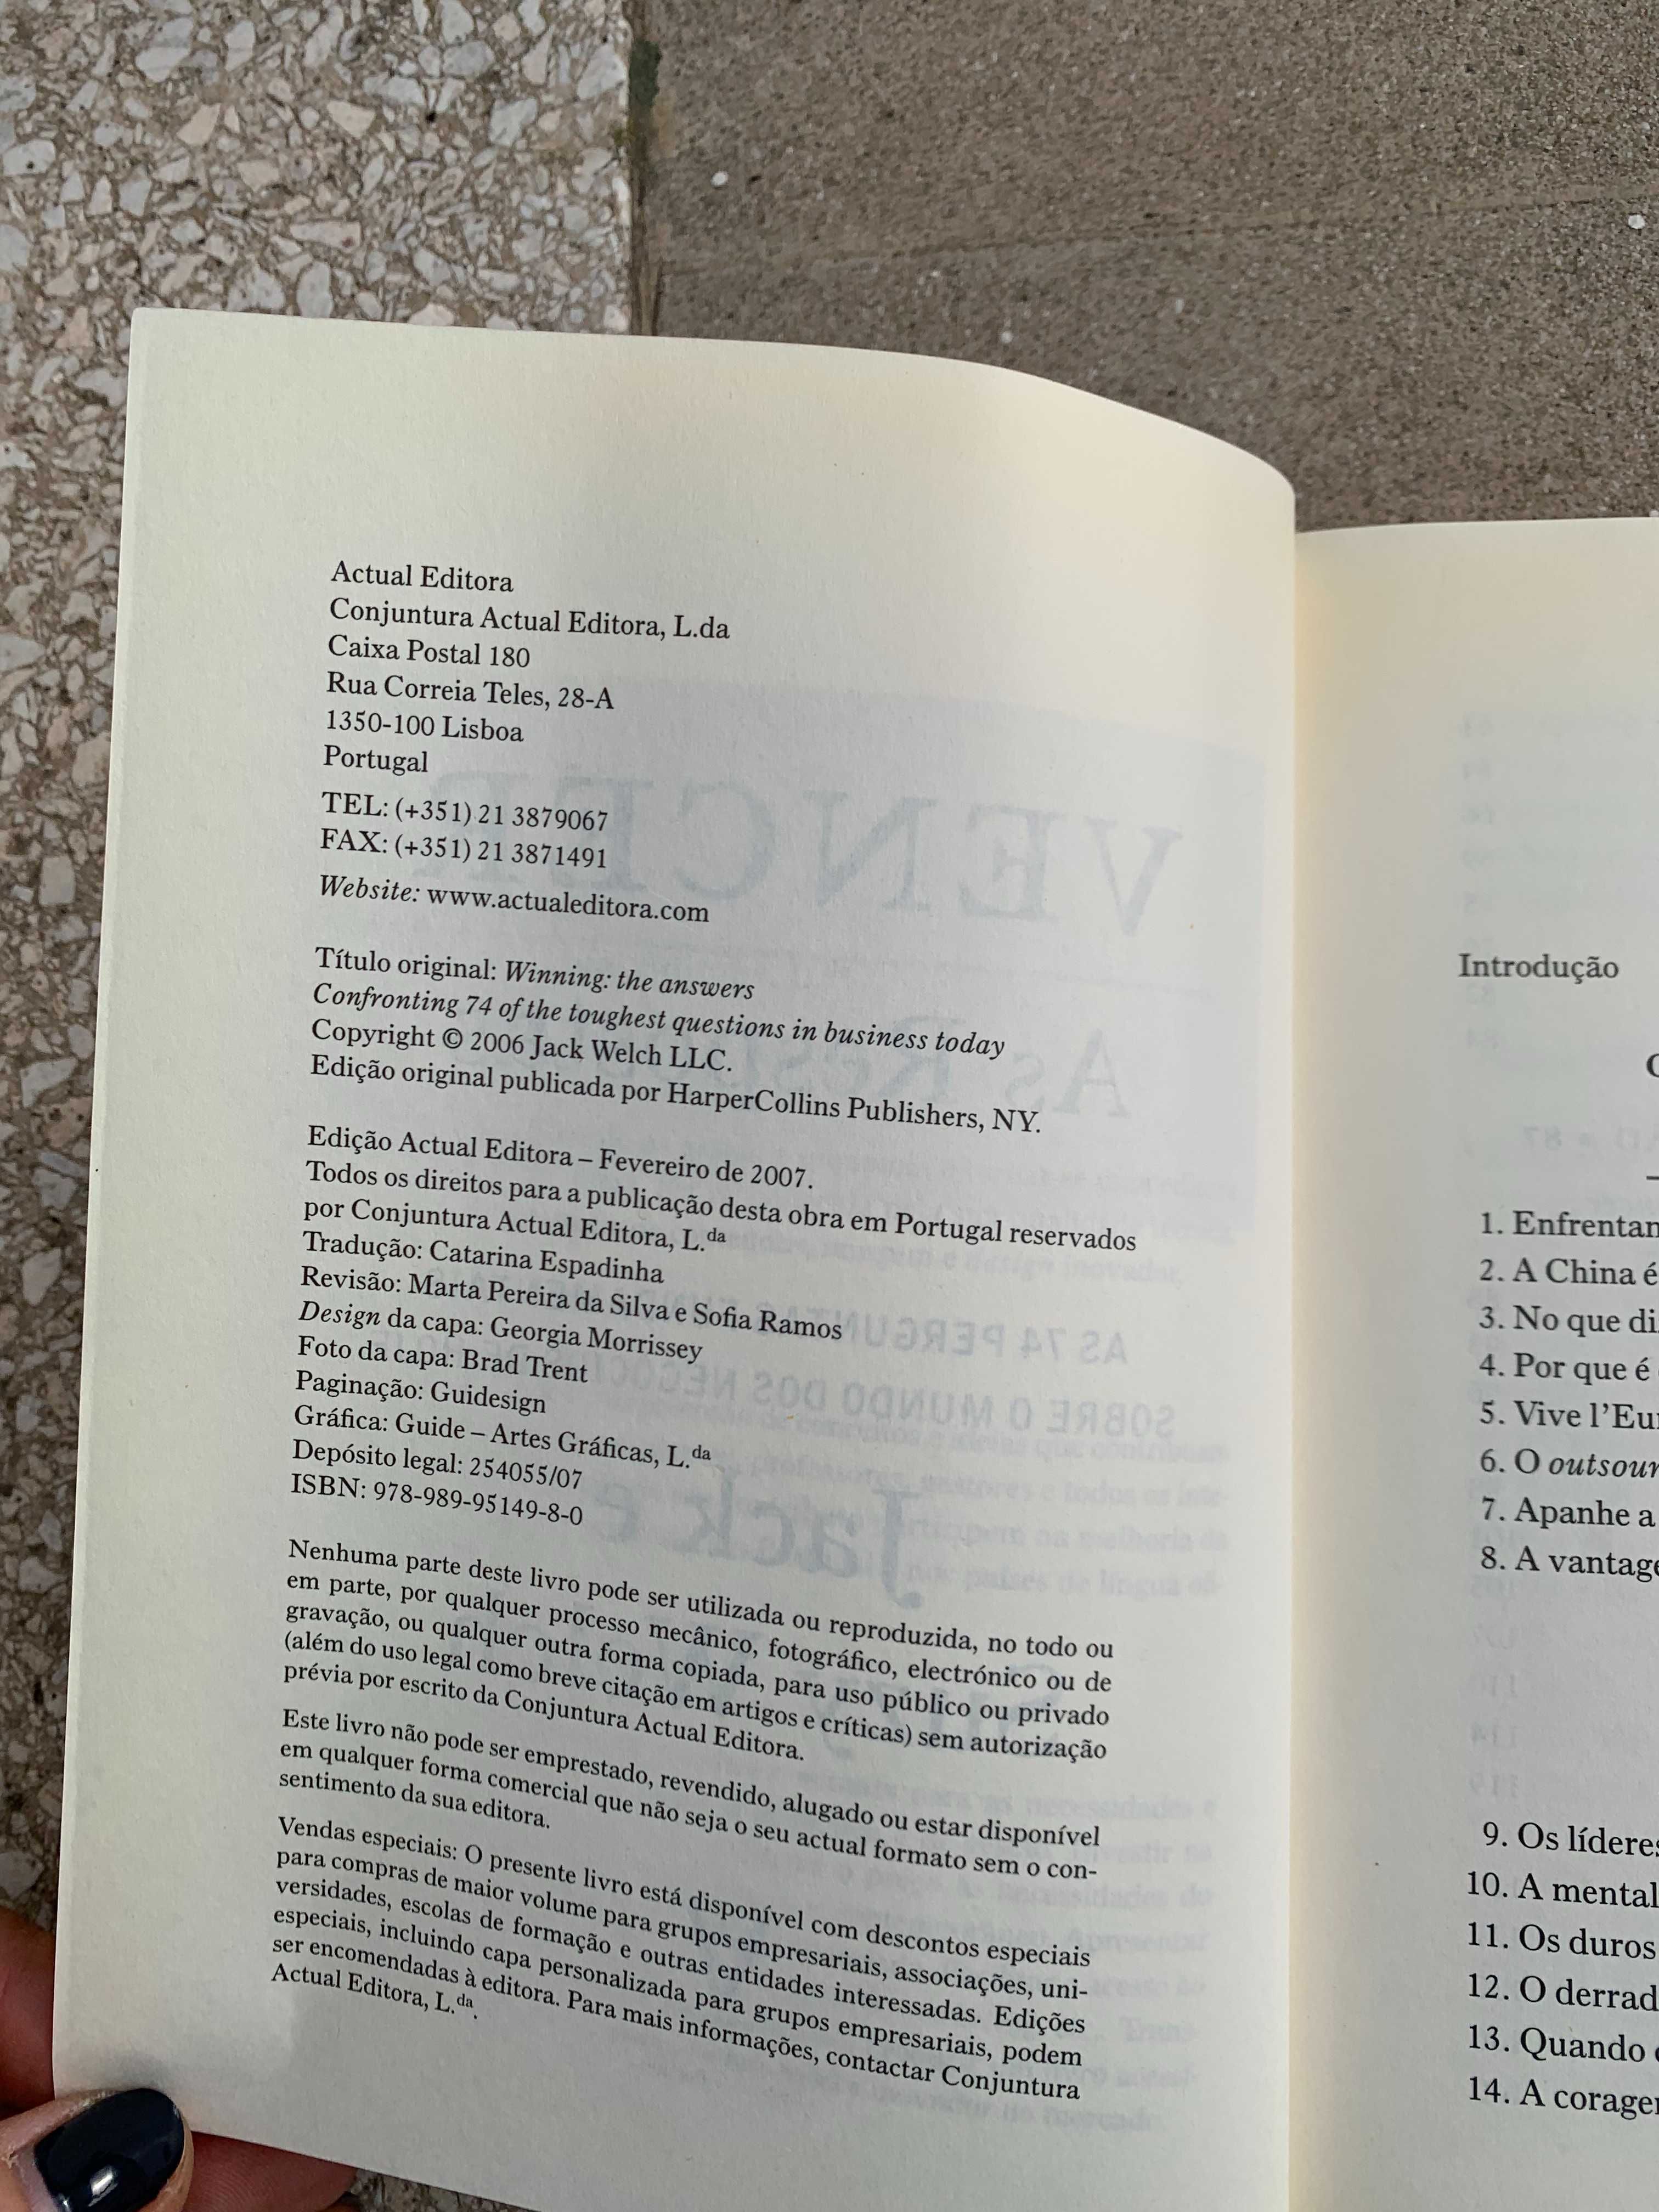 Actual Editora
Conjuntura Actual Editora, L.da
Caixa Postal 180
Rua Correia Teles, 28-A
1350-100 Lisboa
Portugal
TEL: (+351) 21 3879067
FAX: (+351) 21 3871491
Website: www.actualeditora.com
Título original: Winning: the answers
Confronting 74 of the toughest questions in business today
Copyright © 2006 Jack Welch LLC.
Edição original publicada por HarperCollins Publishers, NY.
Edição Actual Editora – Fevereiro de 2007.
Todos os direitos para a publicação desta obra em Portugal reservados
por Conjuntura Actual Editora, L.da
Tradução: Catarina Espadinha
Revisão: Marta Pereira da Silva e Sofia Ramos
Design da capa: Georgia Morrissey
Foto da capa: Brad Trent
Paginação: Guidesign
Gráfica: Guide – Artes Gráficas, L.da
Depósito legal: 254055/07
ISBN: 978-989-95149-8-0
Nenhuma parte deste livro pode ser utilizada ou reproduzida, no todo ou
em parte, por qualquer processo mecânico, fotográfico, electrónico ou de
gravação, ou qualquer outra forma copiada, para uso público ou privado
(além do uso legal como breve citação em artigos e críticas) sem autorização
prévia por escrito da Conjuntura Actual Editora.
Este livro não pode ser emprestado, revendido, alugado ou estar disponível
em qualquer forma comercial que não seja o seu actual formato sem o con-
sentimento da sua editora.
Vendas especiais: O presente livro está disponível com descontos especiais
para compras de maior volume para grupos empresariais, associações, uni-
versidades, escolas de formação e outras entidades interessadas. Edições
especiais, incluindo capa personalizada para grupos empresariais, podem
ser encomendadas à editora. Para mais informações, contactar Conjuntura
Actual Editora, L.da.
Introdução
1. Enfrentan
2. A China é
3. No que di
4. Por que é
5. Vive l'Eu
6. O outsour
7. Apanhe a
8. A vantage
9. Os líderes
10. A mental
11. Os duros
12. O derrad
13. Quando
14. A corage